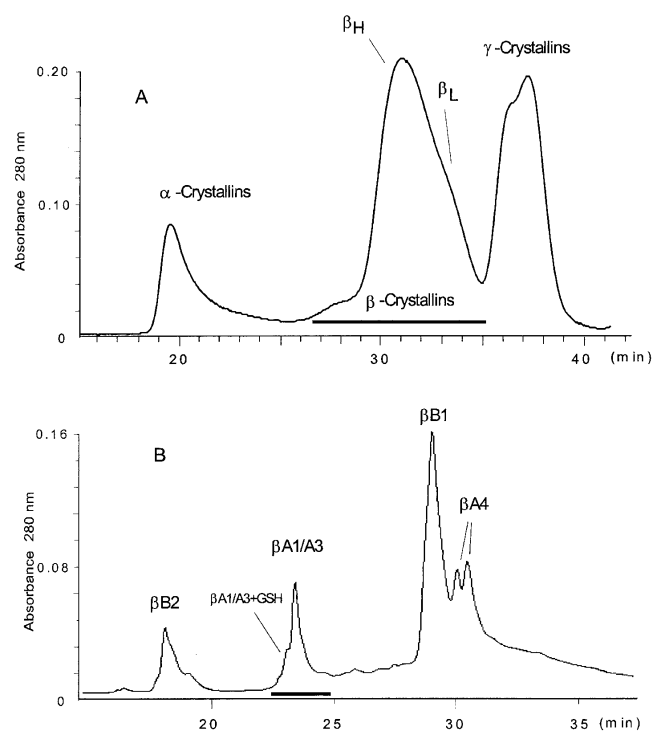 βH
γ -Crystallins
0.20
A
βL
α -Crystallins
Absorbance 280 nm
0.10
β -Crystallins
0
20
30
40
(min)
βB1
0.16
B
βA4
Absorbance 280 nm
βA1/A3
0.08
βA1/A3+GSH
βB2
0
20
25
30
35
(min)